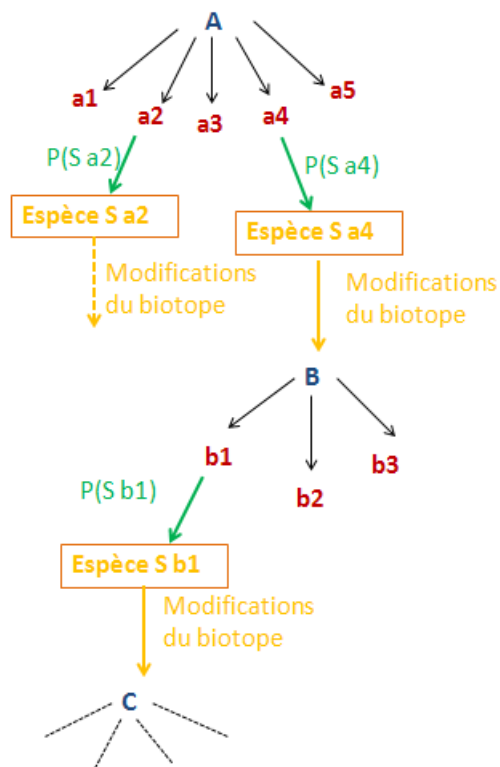 A
a1
a2
a3
a4
a5
P(S a2)
P(S a4)
Espèce S a2
Espèce S a4
Modifications
du biotope
Modifications
du biotope
B
b1
b2
b3
P(S b1)
Espèce S b1
Modifications
du biotope
C